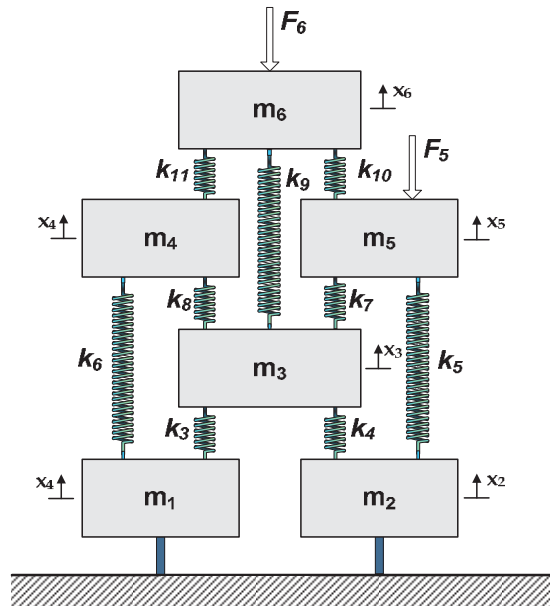 F₆
x₆
m₆
F₅
k₁₁
k₉
k₁₀
x₄
m₄
m₅
x₅
k₈
k₇
k₆
m₃
x₃
k₅
k₃
k₄
x₄
m₁
m₂
x₂